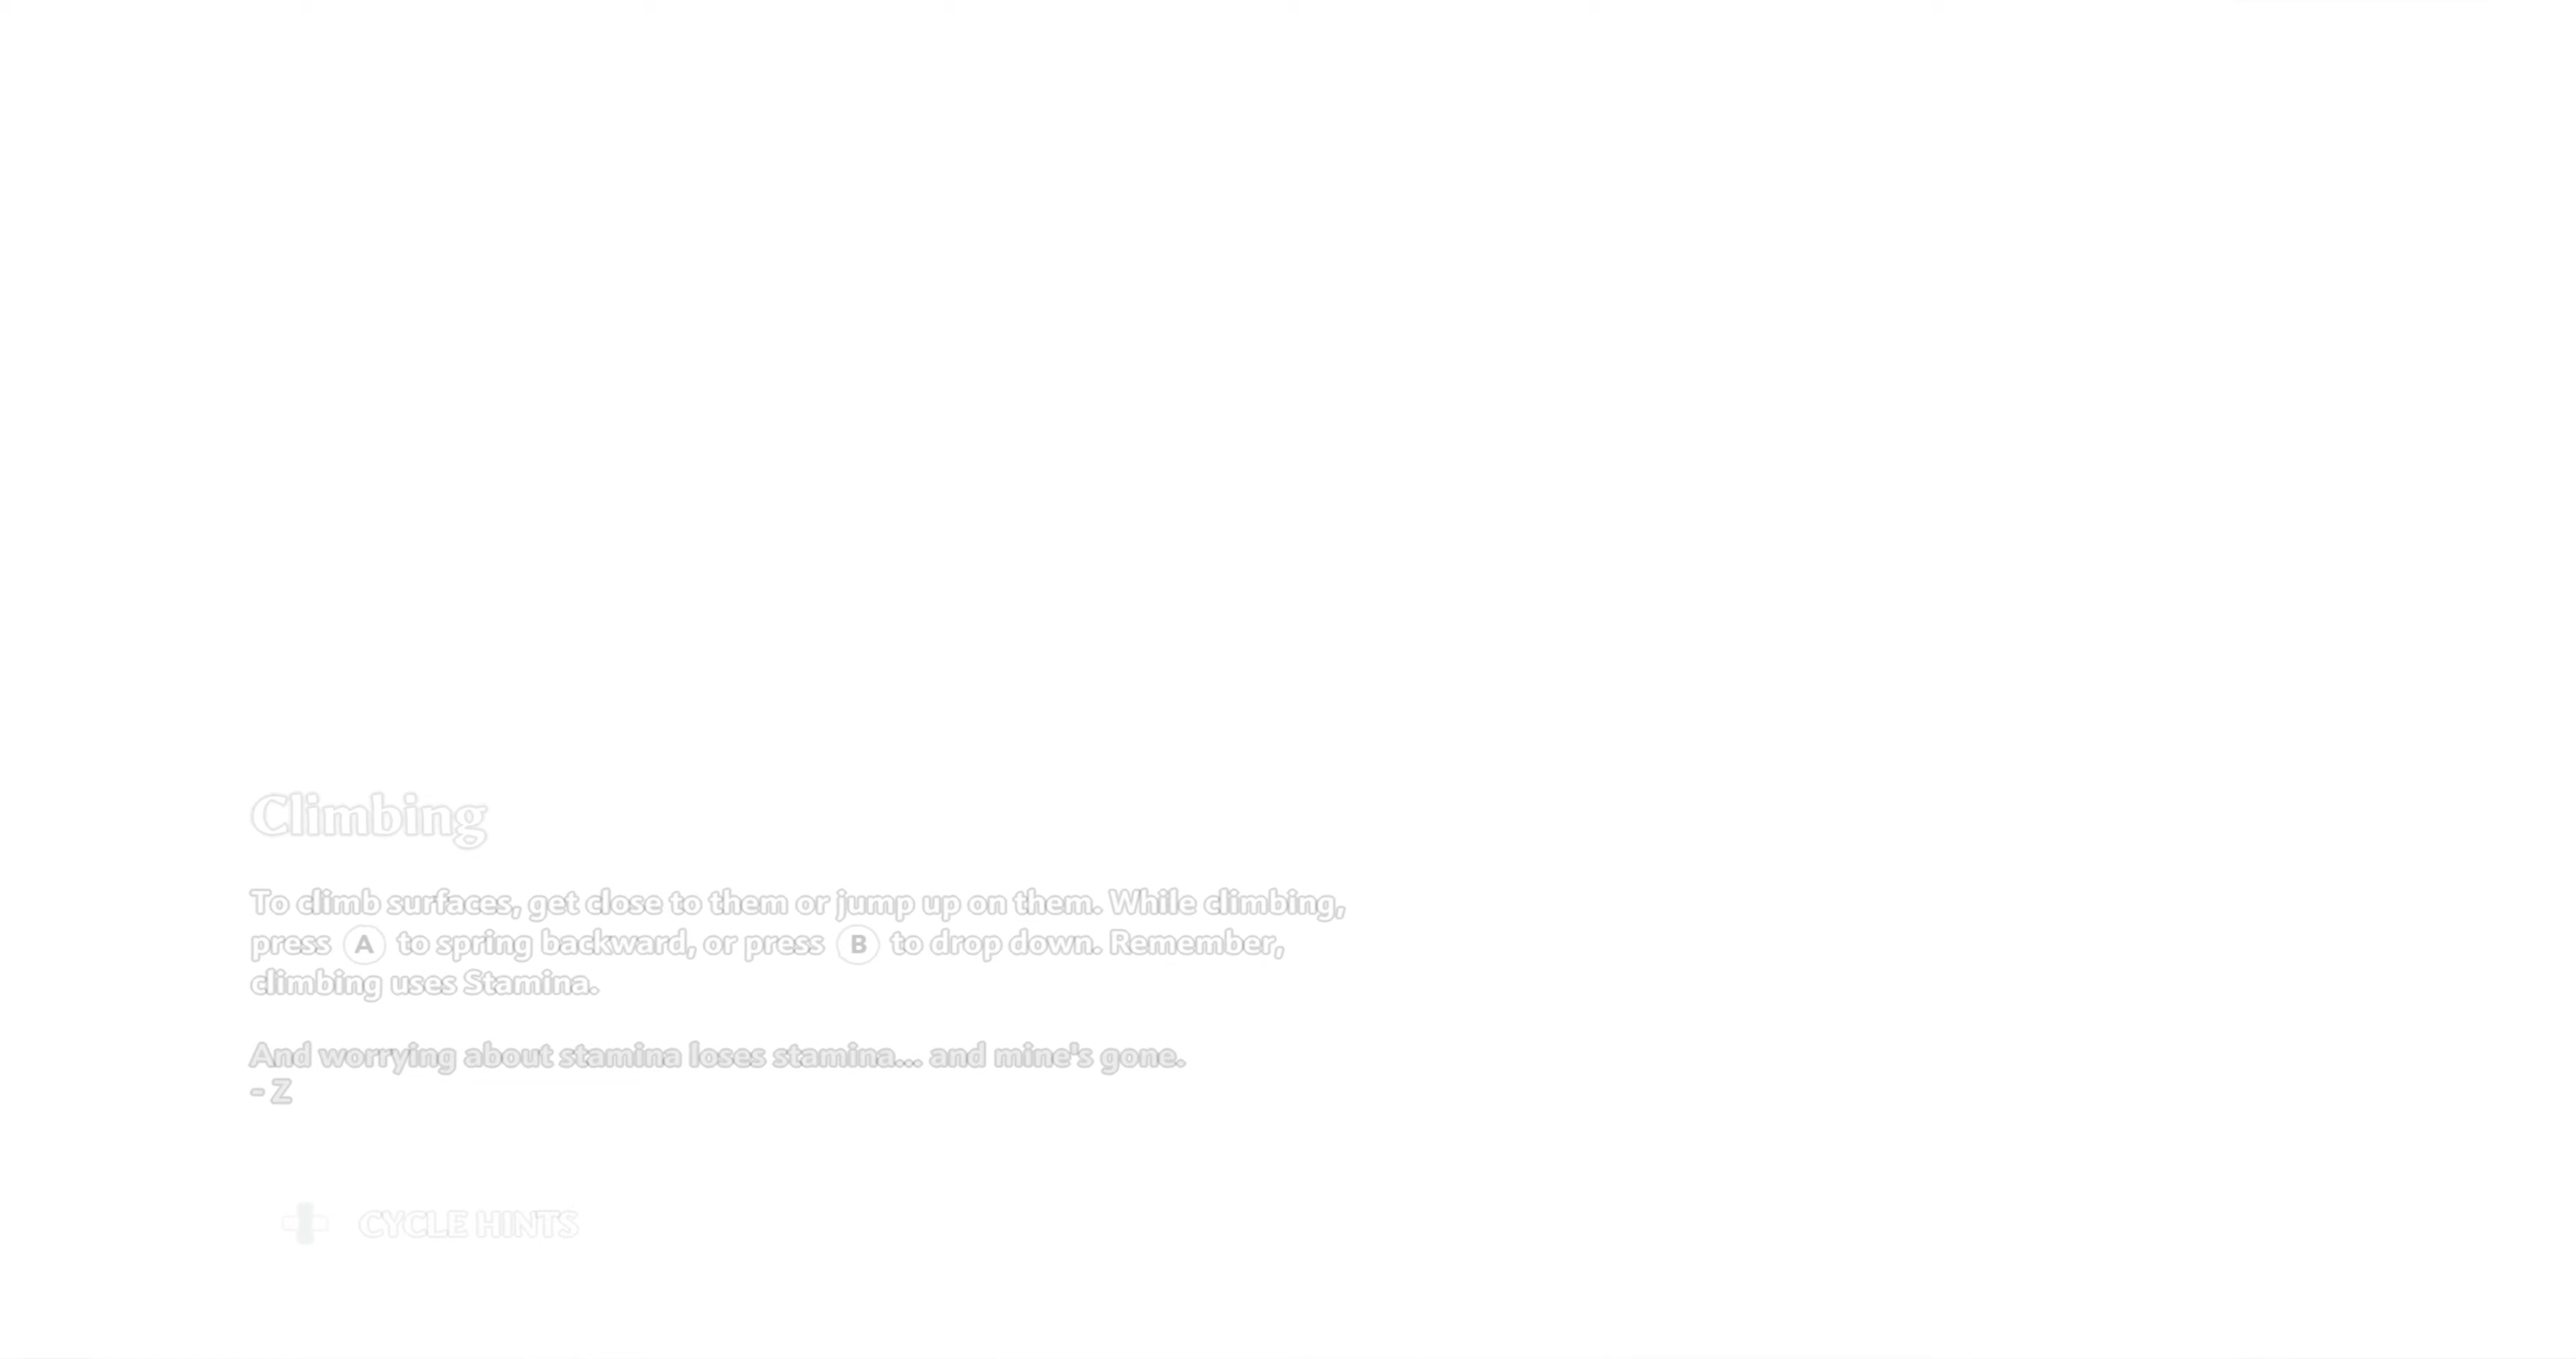 Climbing
To climb surfaces, get close to them or jump up on them. While climbing,
press A to spring backward, or press B to drop down. Remember,
climbing uses Stamina.
And worrying about stamina loses stamina... and mine's gone.
- Z
CYCLE HINTS